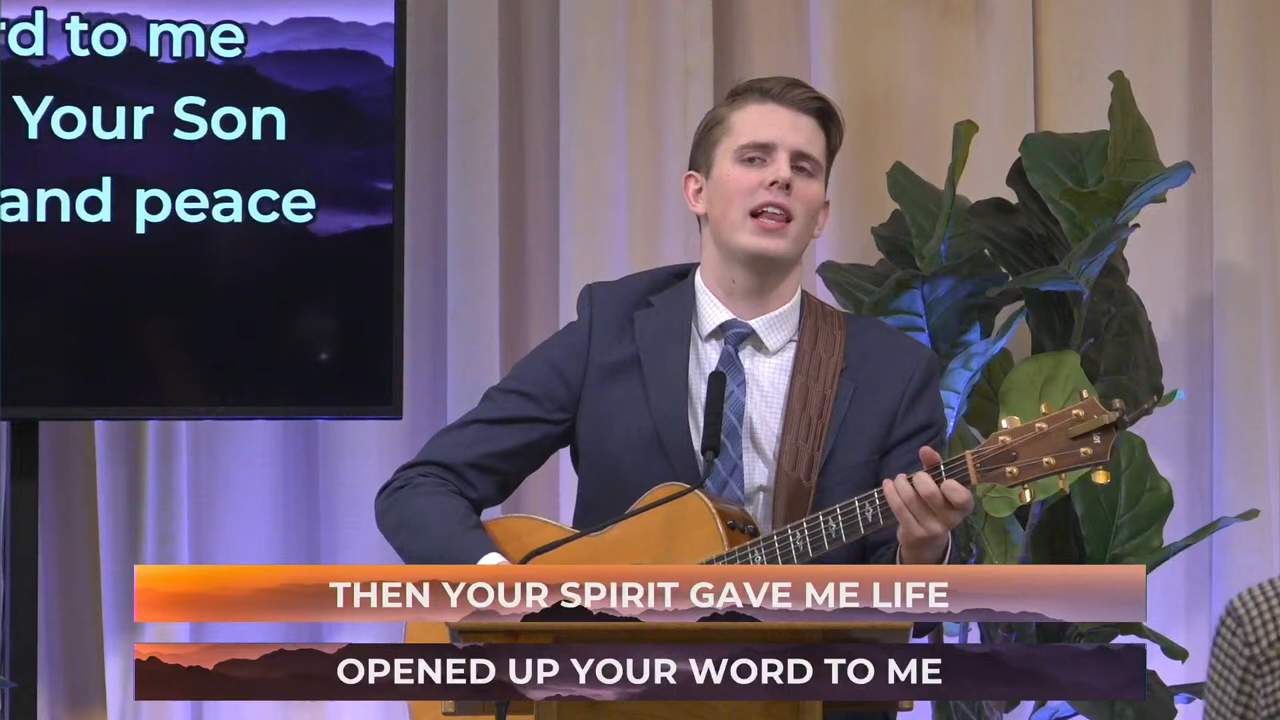 rd to me
Your Son
and peace
THEN YOUR SPIRIT GAVE ME LIFE
OPENED UP YOUR WORD TO ME